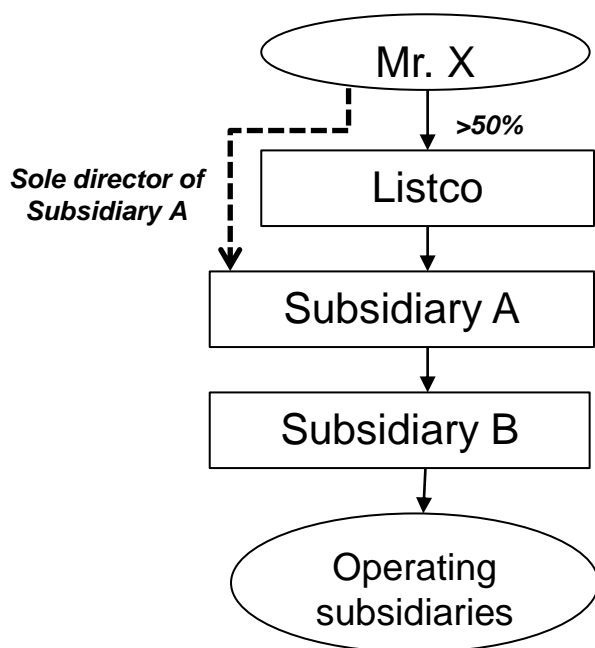 Mr. X
>50%
Sole director of
Subsidiary A
Listco
Subsidiary A
Subsidiary B
Operating
subsidiaries